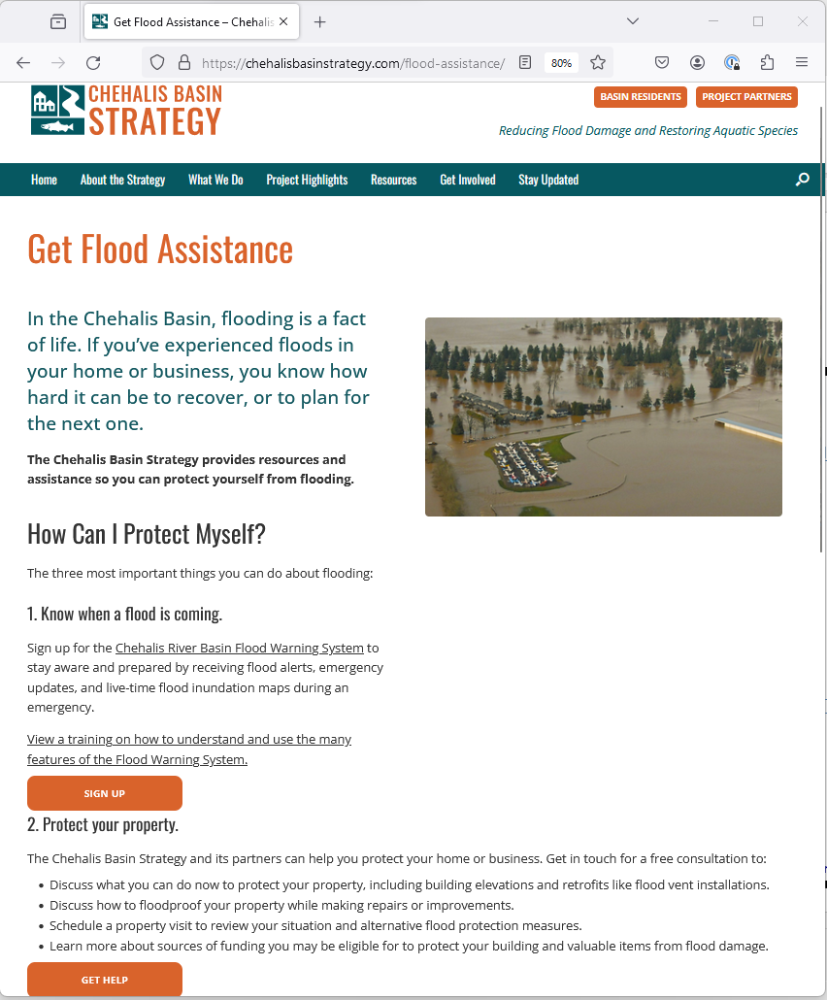 Get Flood Assistance – Chehalis
https://chehalisbasinstrategy.com/flood-assistance/
80%
CHEHALIS BASIN
STRATEGY
BASIN RESIDENTS
PROJECT PARTNERS
Reducing Flood Damage and Restoring Aquatic Species
Home About the Strategy What We Do Project Highlights Resources Get Involved Stay Updated
Get Flood Assistance
In the Chehalis Basin, flooding is a fact
of life. If you’ve experienced floods in
your home or business, you know how
hard it can be to recover, or to plan for
the next one.
The Chehalis Basin Strategy provides resources and
assistance so you can protect yourself from flooding.
How Can I Protect Myself?
The three most important things you can do about flooding:
1. Know when a flood is coming.
Sign up for the Chehalis River Basin Flood Warning System to
stay aware and prepared by receiving flood alerts, emergency
updates, and live-time flood inundation maps during an
emergency.
View a training on how to understand and use the many
features of the Flood Warning System.
SIGN UP
2. Protect your property.
The Chehalis Basin Strategy and its partners can help you protect your home or business. Get in touch for a free consultation to:
• Discuss what you can do now to protect your property, including building elevations and retrofits like flood vent installations.
• Discuss how to floodproof your property while making repairs or improvements.
• Schedule a property visit to review your situation and alternative flood protection measures.
• Learn more about sources of funding you may be eligible for to protect your building and valuable items from flood damage.
GET HELP